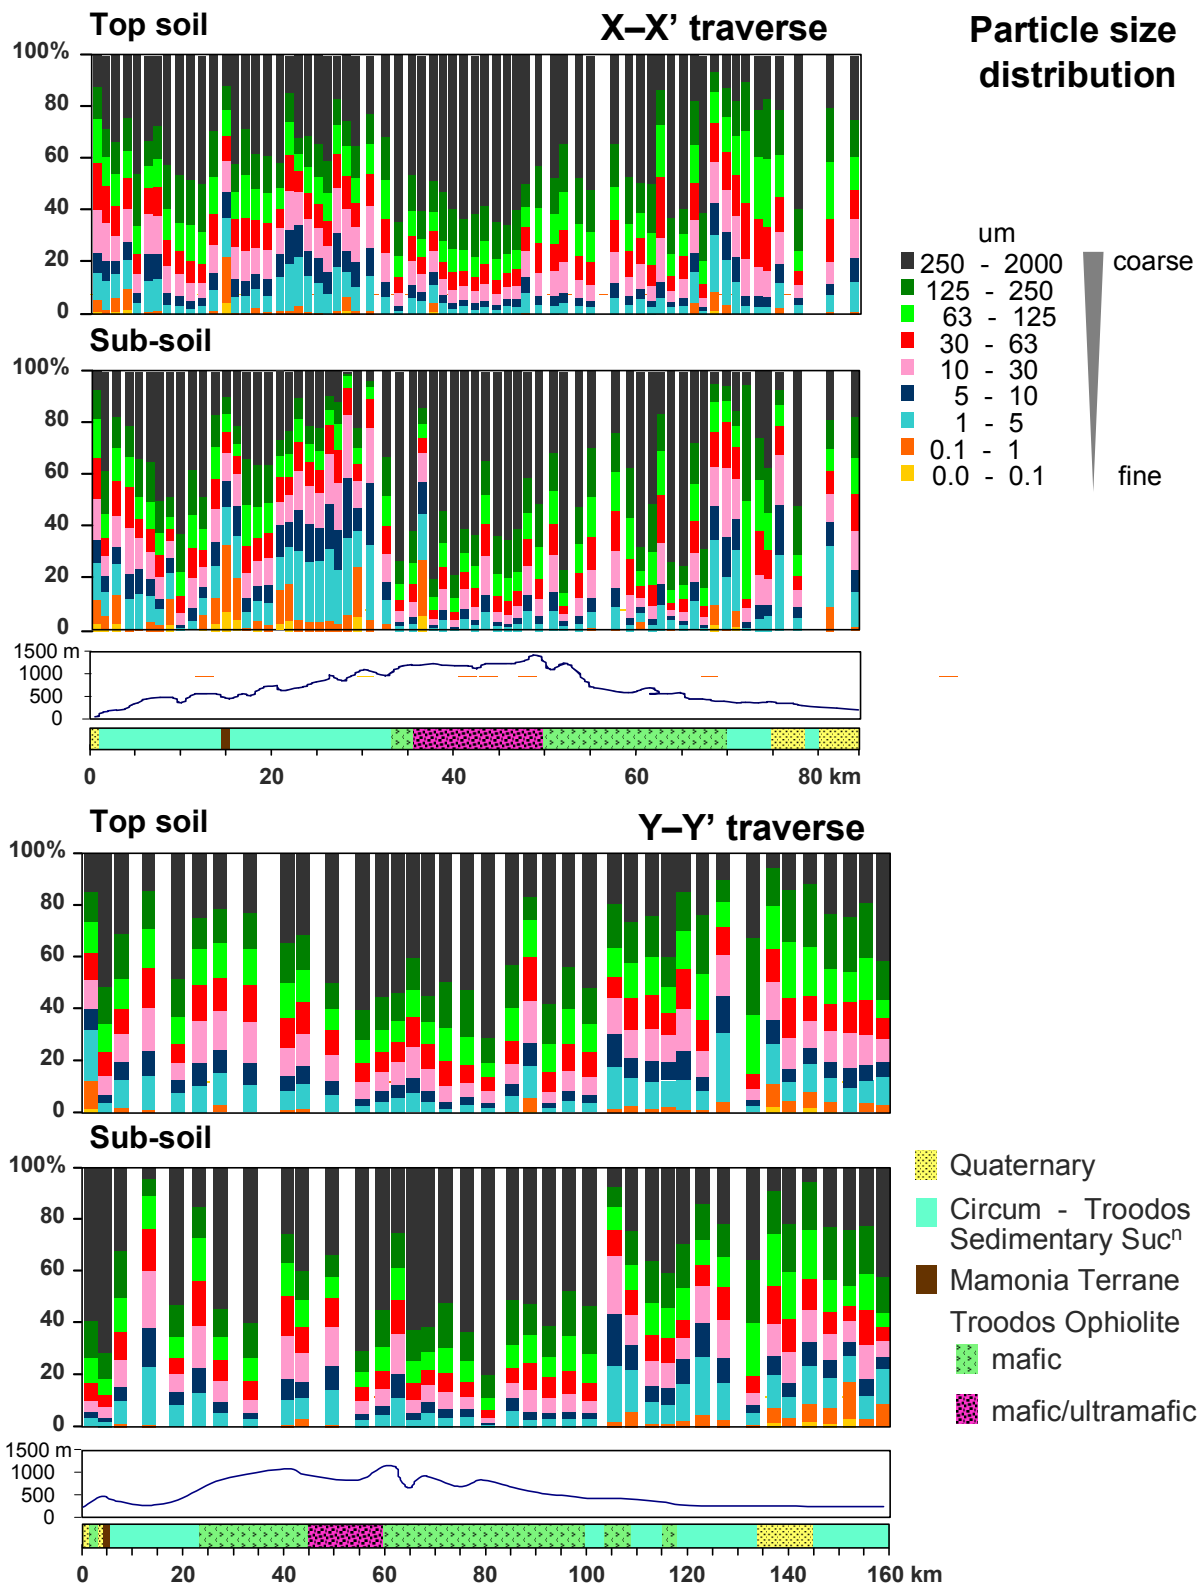 Top soil
X–X’ traverse
Particle size
distribution
100%
80
60
40
20
0
um
250 - 2000
125 - 250
63 - 125
30 - 63
10 - 30
5 - 10
1 - 5
0.1 - 1
0.0 - 0.1
coarse
fine
Sub-soil
100%
80
60
40
20
0
1500 m
1000
500
0
0 20 40 60 80 km
Top soil
Y–Y’ traverse
100%
80
60
40
20
0
Sub-soil
100%
80
60
40
20
0
Quaternary
Circum - Troodos
Sedimentary Sucⁿ
Mamonia Terrane
Troodos Ophiolite
mafic
mafic/ultramafic
1500 m
1000
500
0
0 20 40 60 80 100 120 140 160 km